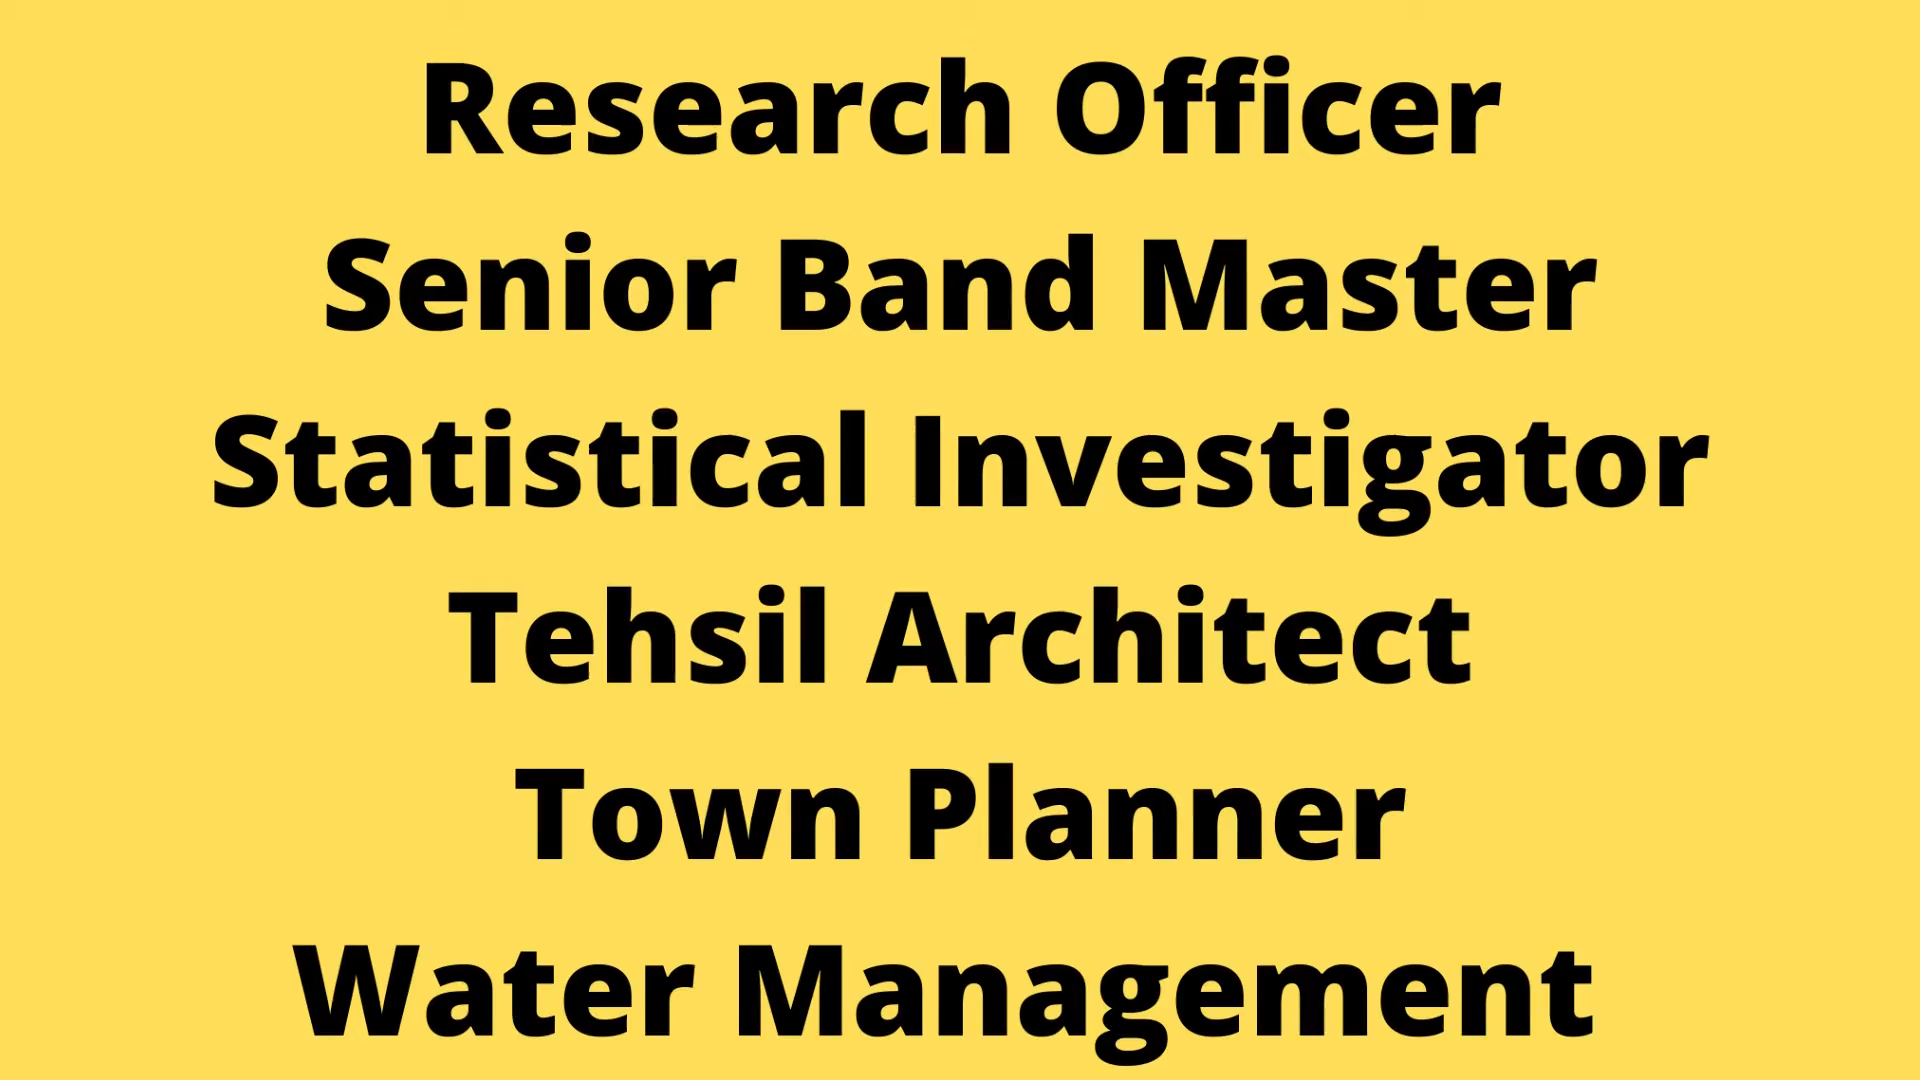 Research Officer
Senior Band Master
Statistical Investigator
Tehsil Architect
Town Planner
Water Management